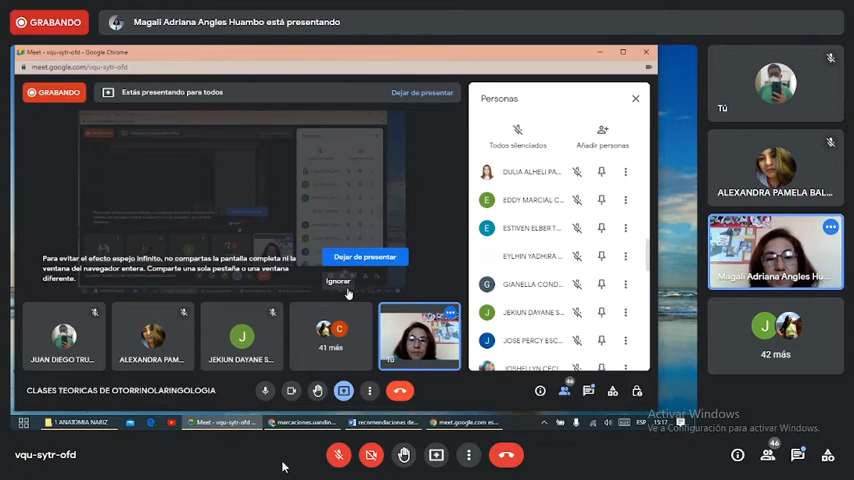 GRABANDO
Magali Adriana Angles Huambo está presentando
Meet - vqu-sytr-ofd - Google Chrome
meet.google.com/vqu-sytr-ofd
GRABANDO
Estás presentando para todos
Dejar de presentar
Personas
Todos silenciados
Añadir personas
DULIA ALHELI PA...
EDDY MARCIAL C...
ESTIVEN ELBER T...
EYLHIN YADHIRA
GIANELLA COND...
JEKIUN DAYANE S...
JOSE PERCY ESC...
JOSHELLYN CECI
Para evitar el efecto espejo infinito, no compartas la pantalla completa ni la
ventana del navegador entera. Comparte una sola pestaña o una ventana
diferente.
Dejar de presentar
Ignorar
JUAN DIEGO TRU...
ALEXANDRA PAM...
JEKIUN DAYANE S...
C
41 más
Tú
CLASES TEORICAS DE OTORRINOLARINGOLOGIA
46
1 ANATOMIA NARIZ
Meet - vqu-sytr-ofd ...
marcaciones.uandin...
recomendaciones de...
meet.google.com es...
ESP
15:17
Tú
ALEXANDRA PAMELA BAL...
Magali Adriana Angles Hu...
J
42 más
Activar Windows
Ve a Configuración para activar Windows.
vqu-sytr-ofd
46